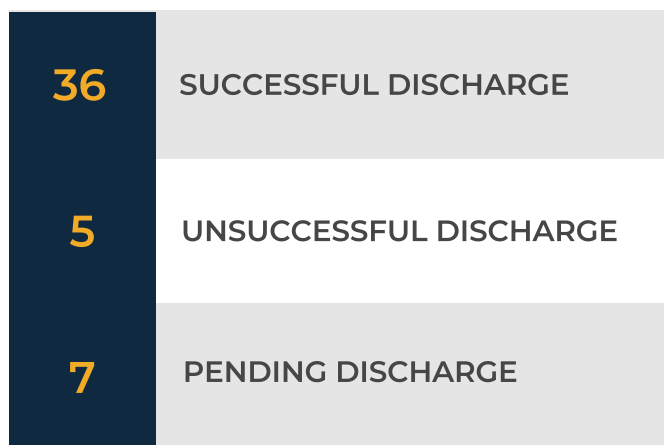 36 SUCCESSFUL DISCHARGE
5 UNSUCCESSFUL DISCHARGE
7 PENDING DISCHARGE